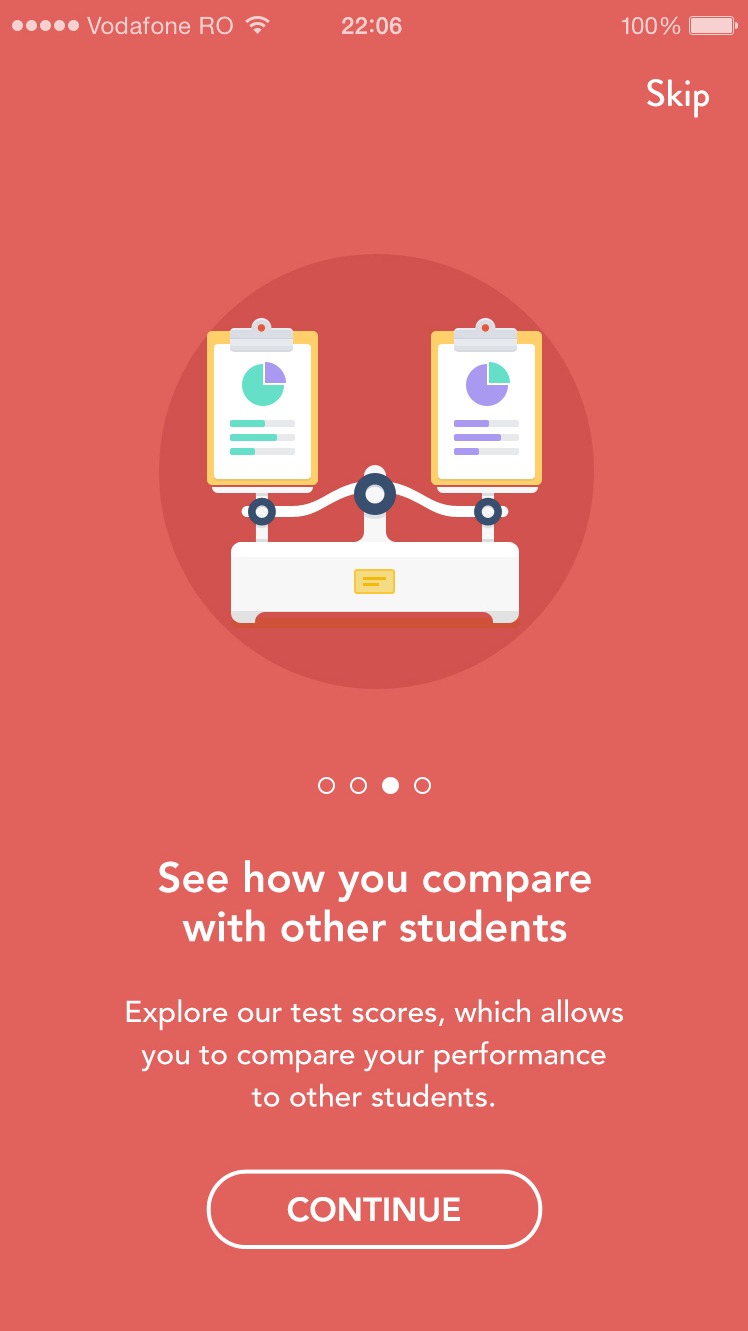 Vodafone RO 22:06 100%
Skip
See how you compare
with other students
Explore our test scores, which allows
you to compare your performance
to other students.
CONTINUE